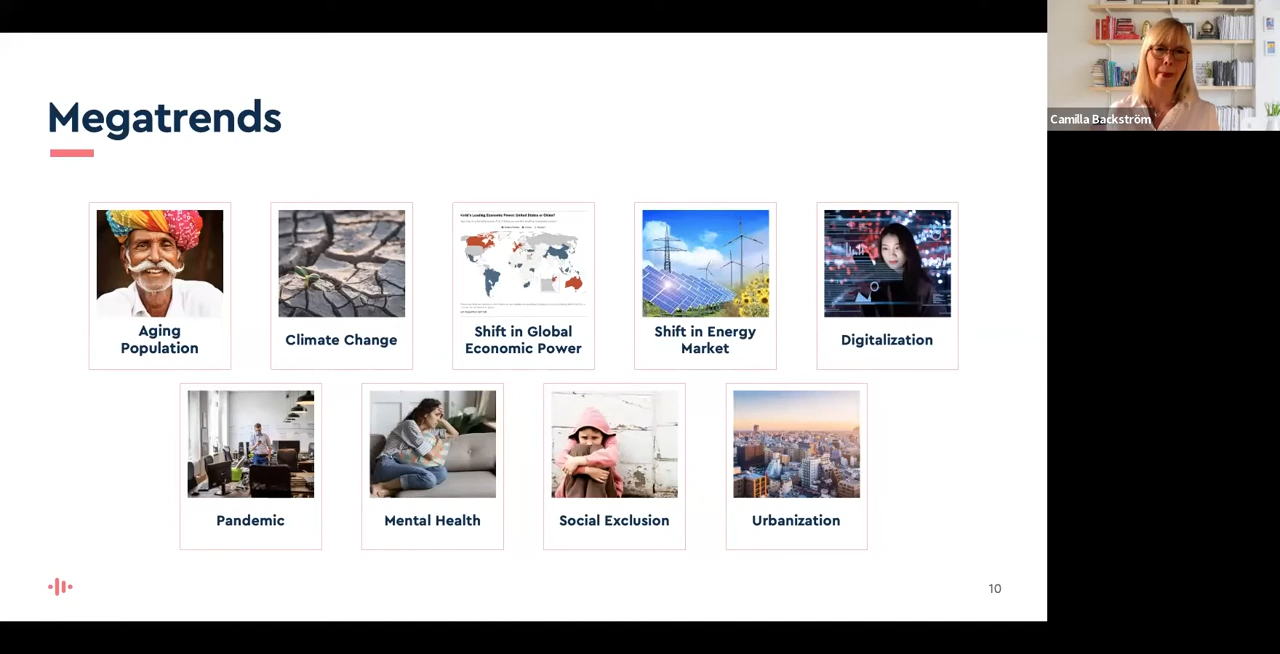 Camilla Backström
Megatrends
Aging
Population
Climate Change
Shift in Global
Economic Power
Shift in Energy
Market
Digitalization
Pandemic
Mental Health
Social Exclusion
Urbanization
10